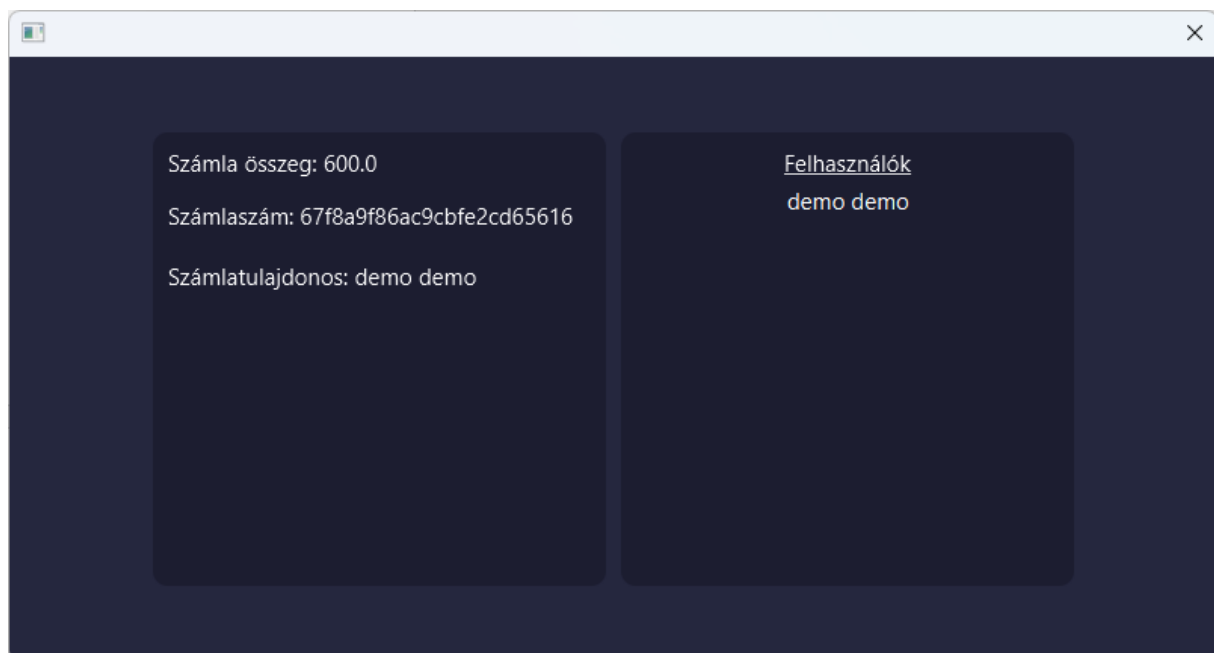 Számla összeg: 600.0
Számlaszám: 67f8a9f86ac9cbfe2cd65616
Számlatulajdonos: demo demo
Felhasználók
demo demo